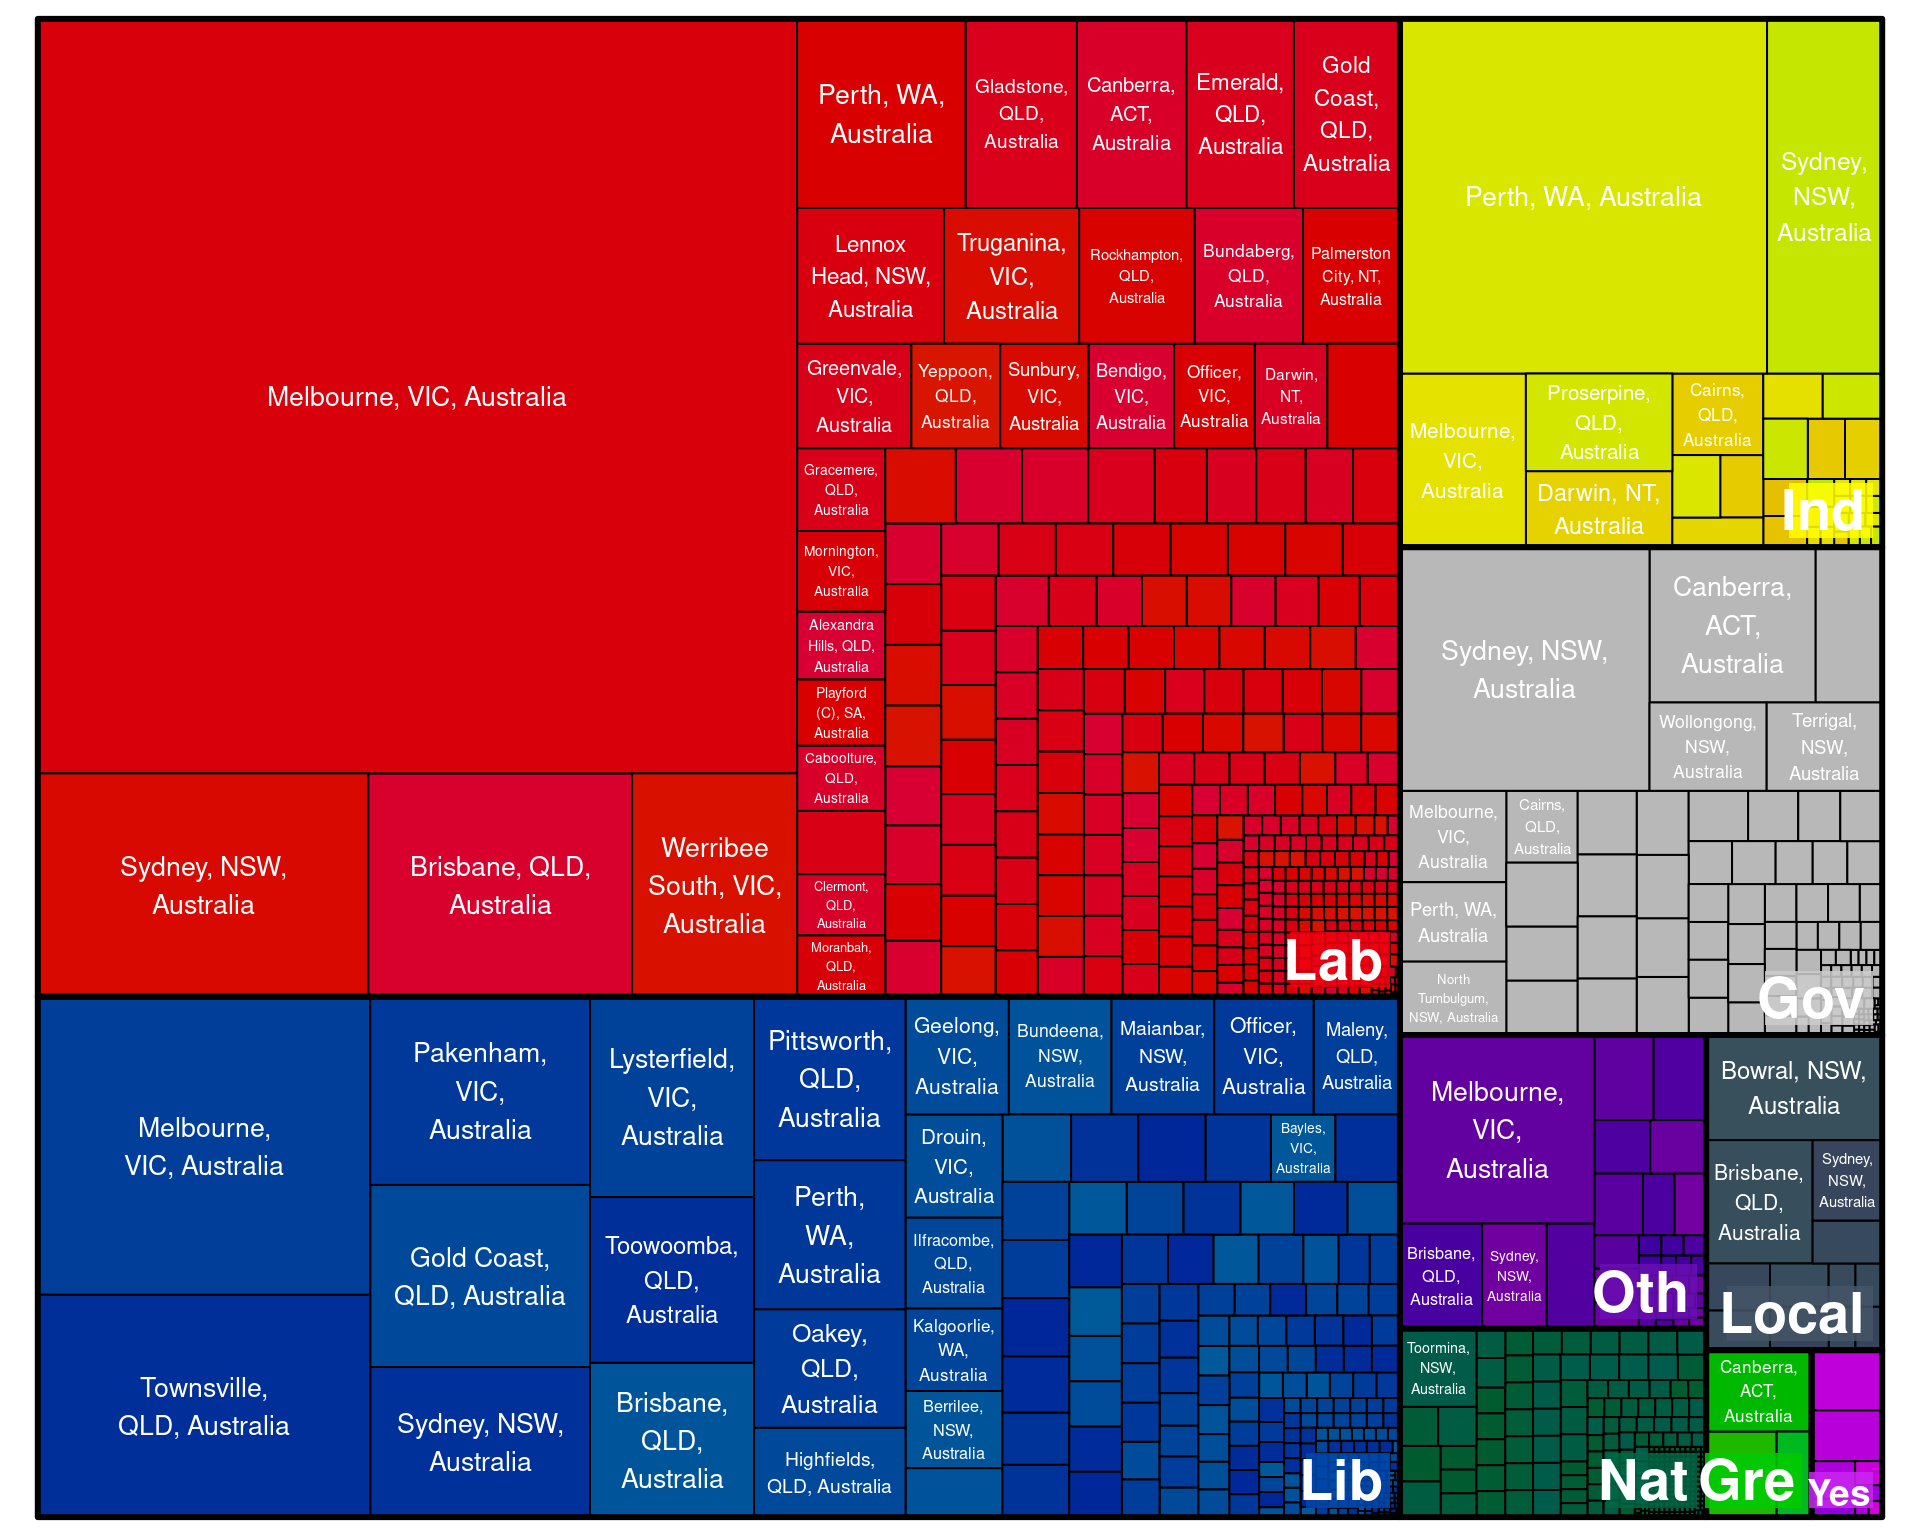 Melbourne, VIC, Australia
Sydney, NSW,
Australia
Brisbane, QLD,
Australia
Werribee
South, VIC,
Australia
Perth, WA,
Australia
Gladstone,
QLD,
Australia
Canberra,
ACT,
Australia
Emerald,
QLD,
Australia
Gold
Coast,
QLD,
Australia
Lennox
Head, NSW,
Australia
Truganina,
VIC,
Australia
Rockhampton,
QLD,
Australia
Bundaberg,
QLD,
Australia
Palmerston
City, NT,
Australia
Greenvale,
VIC,
Australia
Yeppoon,
QLD,
Australia
Sunbury,
VIC,
Australia
Bendigo,
VIC,
Australia
Officer,
VIC,
Australia
Darwin,
NT,
Australia
Gracemere,
QLD,
Australia
Mornington,
VIC,
Australia
Alexandra
Hills, QLD,
Australia
Playford
(C), SA,
Australia
Caboolture,
QLD,
Australia
Clermont,
QLD,
Australia
Moranbah,
QLD,
Australia
Lab
Melbourne,
VIC, Australia
Townsville,
QLD, Australia
Pakenham,
VIC,
Australia
Gold Coast,
QLD, Australia
Sydney, NSW,
Australia
Lysterfield,
VIC,
Australia
Toowoomba,
QLD,
Australia
Brisbane,
QLD,
Australia
Pittsworth,
QLD,
Australia
Perth,
WA,
Australia
Oakey,
QLD,
Australia
Highfields,
QLD, Australia
Geelong,
VIC,
Australia
Bundeena,
NSW,
Australia
Maianbar,
NSW,
Australia
Officer,
VIC,
Australia
Maleny,
QLD,
Australia
Drouin,
VIC,
Australia
Bayles,
VIC,
Australia
Ilfracombe,
QLD,
Australia
Kalgoorlie,
WA,
Australia
Berrilee,
NSW,
Australia
Lib
Perth, WA, Australia
Sydney,
NSW,
Australia
Melbourne,
VIC,
Australia
Proserpine,
QLD,
Australia
Darwin, NT,
Australia
Cairns,
QLD,
Australia
Ind
Sydney, NSW,
Australia
Canberra,
ACT,
Australia
Wollongong,
NSW,
Australia
Terrigal,
NSW,
Australia
Melbourne,
VIC,
Australia
Cairns,
QLD,
Australia
Perth, WA,
Australia
North
Tumbulgum,
NSW, Australia
Gov
Melbourne,
VIC,
Australia
Brisbane,
QLD,
Australia
Sydney,
NSW,
Australia
Oth
Bowral, NSW,
Australia
Brisbane,
QLD,
Australia
Sydney,
NSW,
Australia
Local
Toormina,
NSW,
Australia
Nat
Canberra,
ACT,
Australia
Gre
Yes